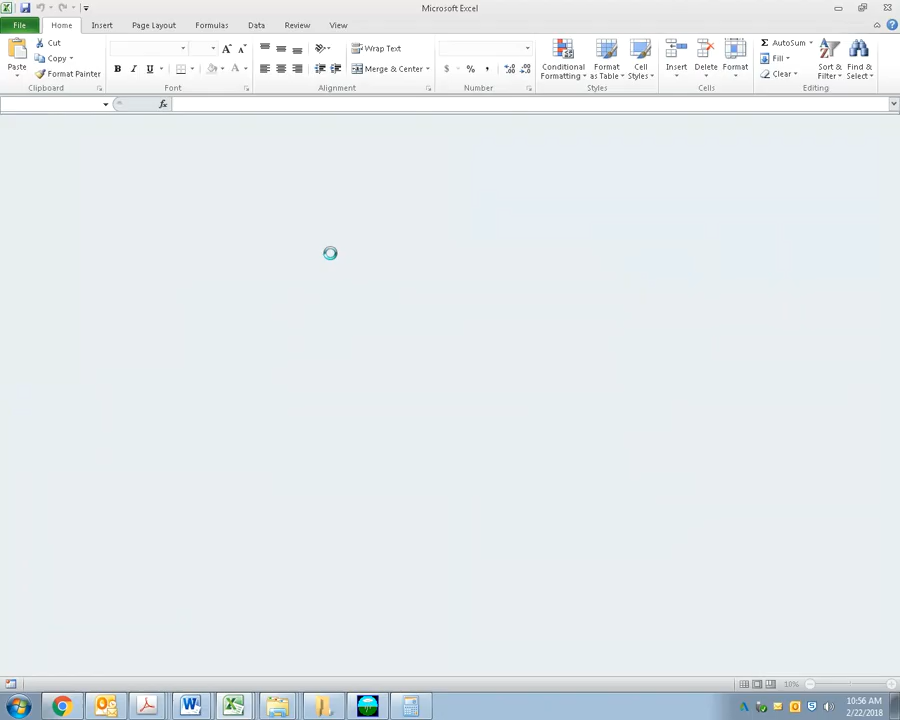 Microsoft Excel
File Home Insert Page Layout Formulas Data Review View
Paste
Cut
Copy
Format Painter
Clipboard
A A
B I U A
Font
Wrap Text
Merge & Center
Alignment
$ % ,
Number
Conditional Formatting
Format as Table
Cell Styles
Styles
Insert
Delete
Format
Cells
Σ AutoSum
Fill
Clear
Sort & Filter
Find & Select
Editing
fx
10%
10:56 AM
2/22/2018